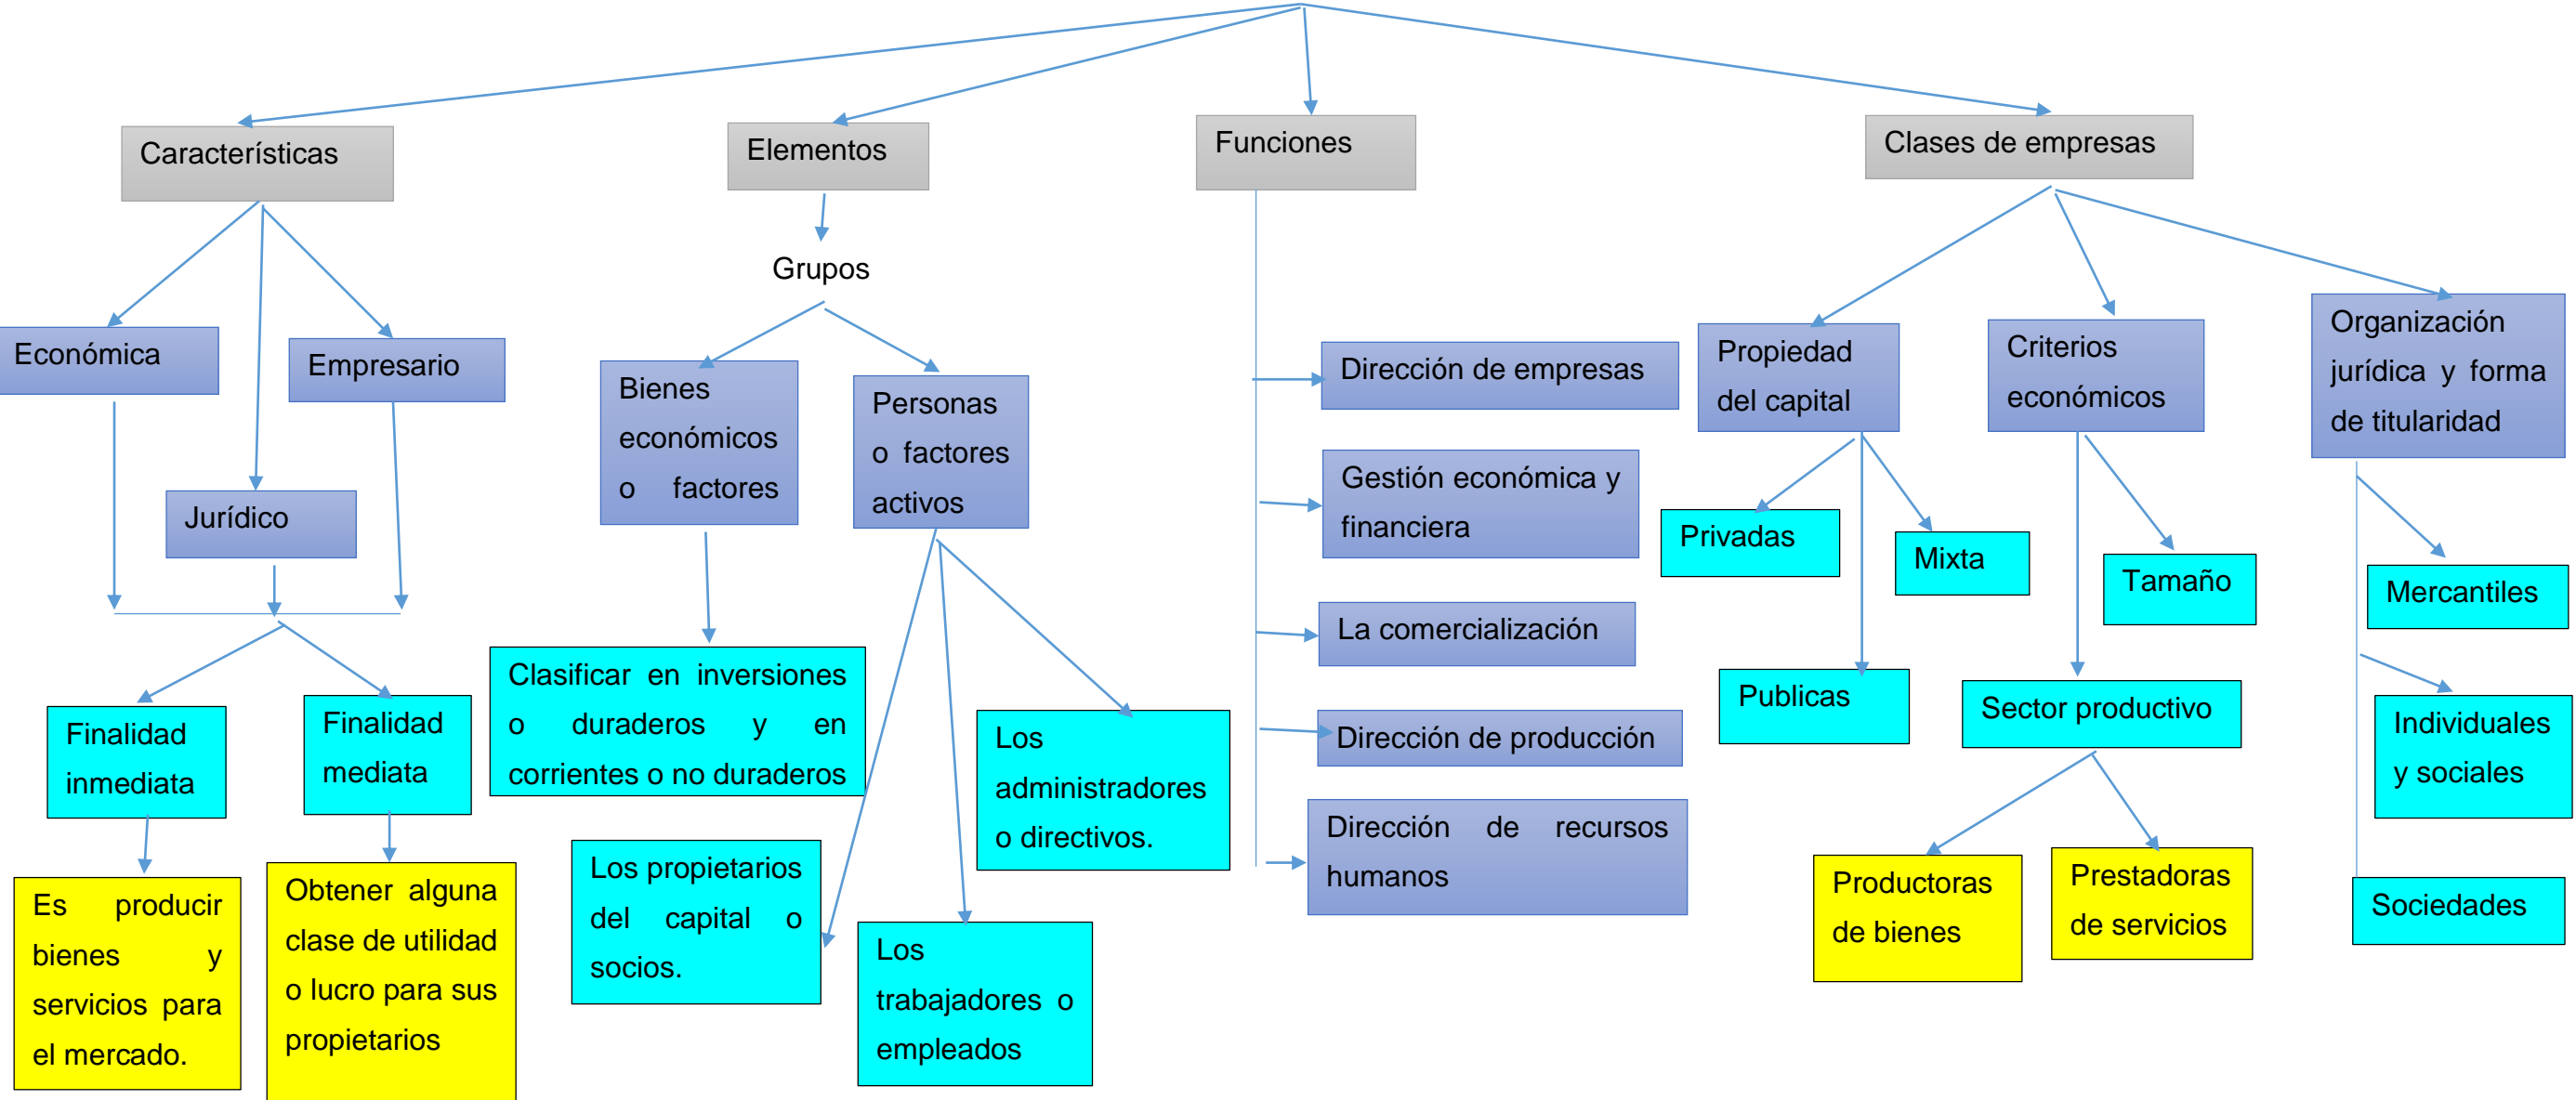 Características
Elementos
Funciones
Clases de empresas
Grupos
Económica
Empresario
Jurídico
Bienes
económicos
o factores
Personas
o factores
activos
Dirección de empresas
Gestión económica y
financiera
La comercialización
Dirección de producción
Dirección de recursos
humanos
Propiedad
del capital
Criterios
económicos
Organización
jurídica y forma
de titularidad
Privadas
Mixta
Publicas
Tamaño
Sector productivo
Mercantiles
Individuales
y sociales
Sociedades
Finalidad
inmediata
Finalidad
mediata
Clasificar en inversiones
o duraderos y en
corrientes o no duraderos
Los
administradores
o directivos.
Los propietarios
del capital o
socios.
Los
trabajadores o
empleados
Es producir
bienes y
servicios para
el mercado.
Obtener alguna
clase de utilidad
o lucro para sus
propietarios
Productoras
de bienes
Prestadoras
de servicios